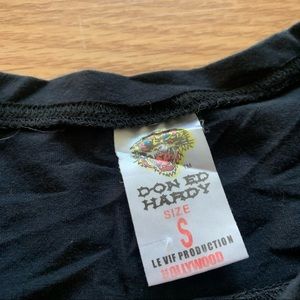 DON ED
HARDY
SIZE
S
LE VIF PRODUCTION
HOLLYWOOD